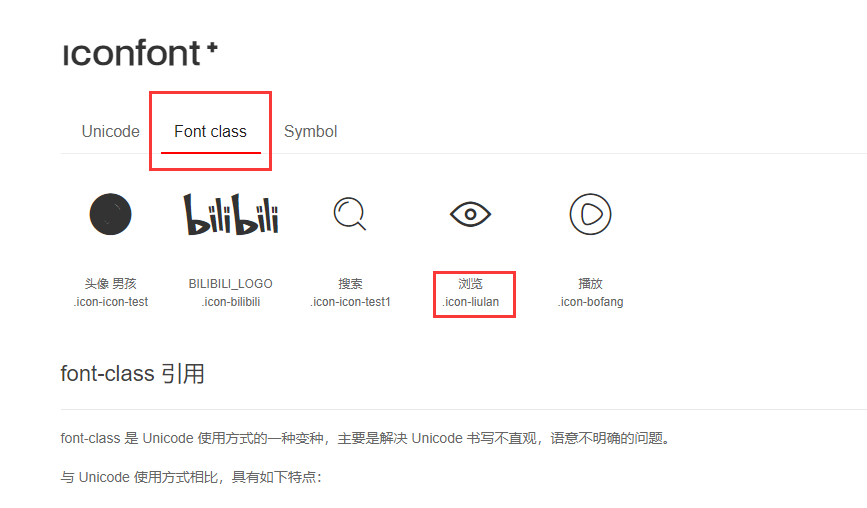 iconfont+
Unicode Font class Symbol
bilibili
头像 男孩 BILIBILI_LOGO 搜索 浏览 播放
.icon-icon-test .icon-bilibili .icon-icon-test1 .icon-liulan .icon-bofang
font-class 引用
font-class 是 Unicode 使用方式的一种变种，主要是解决 Unicode 书写不直观，语意不明确的问题。
与 Unicode 使用方式相比，具有如下特点：